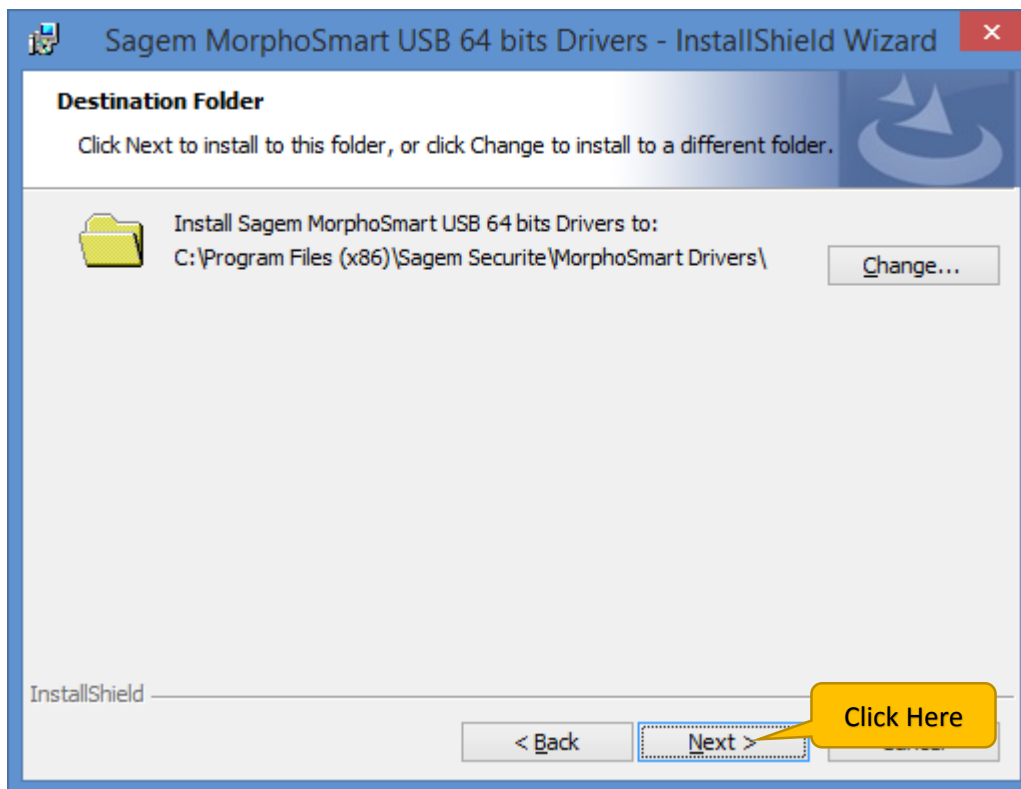 Sagem MorphoSmart USB 64 bits Drivers - InstallShield Wizard
Destination Folder
Click Next to install to this folder, or click Change to install to a different folder.
Install Sagem MorphoSmart USB 64 bits Drivers to:
C:\Program Files (x86)\Sagem Securite\MorphoSmart Drivers\
Change...
InstallShield
Click Here
< Back
Next >